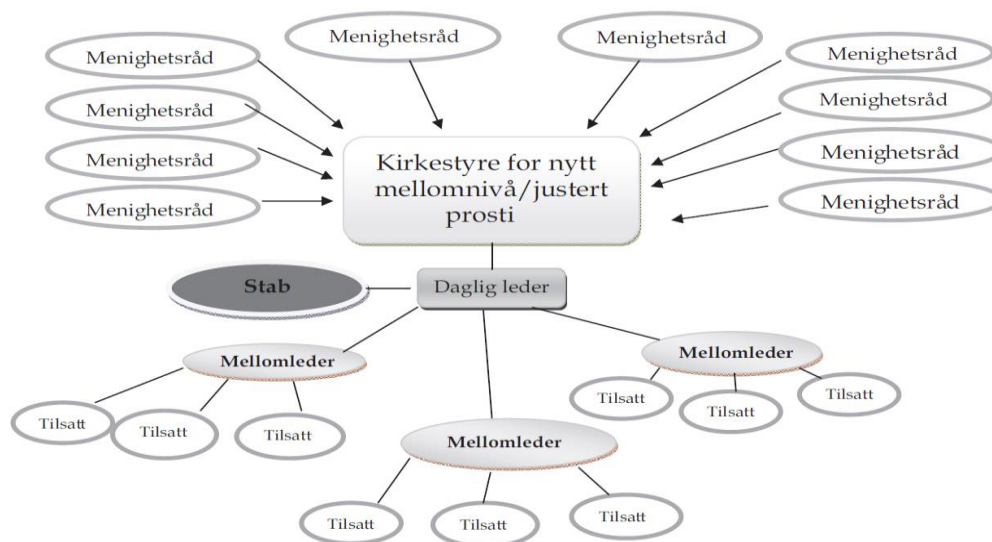 Menighetsråd
Menighetsråd
Menighetsråd
Menighetsråd
Menighetsråd
Menighetsråd
Menighetsråd
Menighetsråd
Menighetsråd
Menighetsråd
Kirkestyre for nytt
mellomnivå/justert
prosti
Stab
Daglig leder
Mellomleder
Tilsatt
Tilsatt
Tilsatt
Mellomleder
Tilsatt
Tilsatt
Tilsatt
Mellomleder
Tilsatt
Tilsatt
Tilsatt